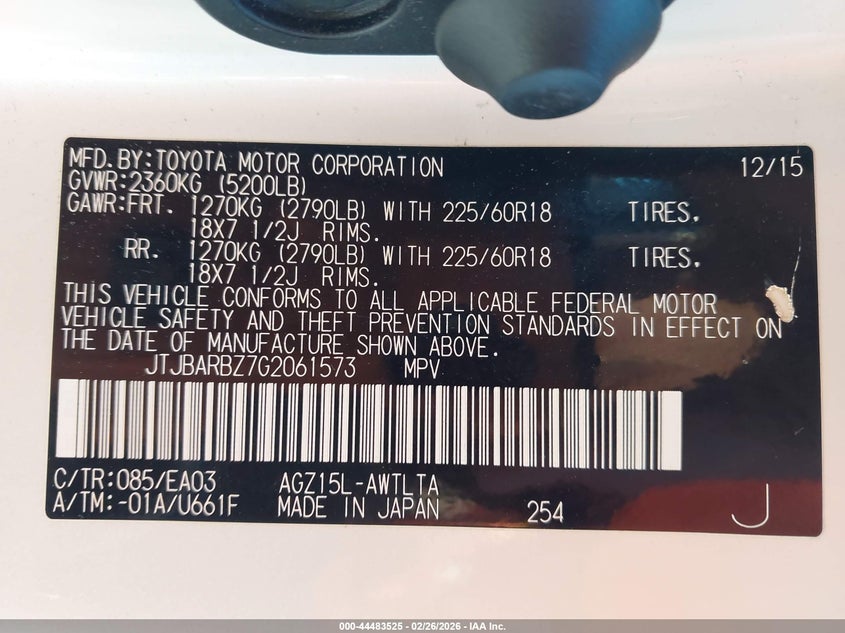 MFD.BY:TOYOTA MOTOR CORPORATION 12/15
GVWR:2360KG (5200LB)
GAWR:FRT. 1270KG (2790LB) WITH 225/60R18 TIRES.
18X7 1/2J RIMS.
RR. 1270KG (2790LB) WITH 225/60R18 TIRES.
18X7 1/2J RIMS.
THIS VEHICLE CONFORMS TO ALL APPLICABLE FEDERAL MOTOR
VEHICLE SAFETY AND THEFT PREVENTION STANDARDS IN EFFECT ON
THE DATE OF MANUFACTURE SHOWN ABOVE.
JTJBARBZ7G2061573 MPV
C/TR:085/EA03 AGZ15L-AWTLTA
A/TM:-01A/U661F MADE IN JAPAN 254 J
000-44483525 - 02/26/2026 - IAA Inc.